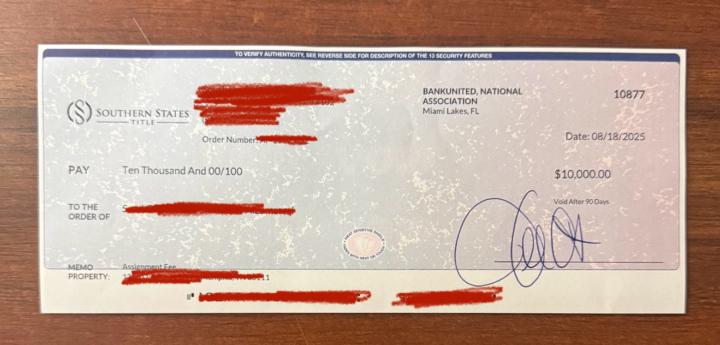 TO VERIFY AUTHENTICITY, SEE REVERSE SIDE FOR DESCRIPTION OF THE 13 SECURITY FEATURES
SOUTHERN STATES
TITLE
Order Number:
BANKUNITED, NATIONAL
ASSOCIATION
Miami Lakes, FL
10877
Date: 08/18/2025
PAY Ten Thousand And 00/100
$10,000.00
TO THE
ORDER OF
Void After 90 Days
MEMO Assignment Fee
PROPERTY: